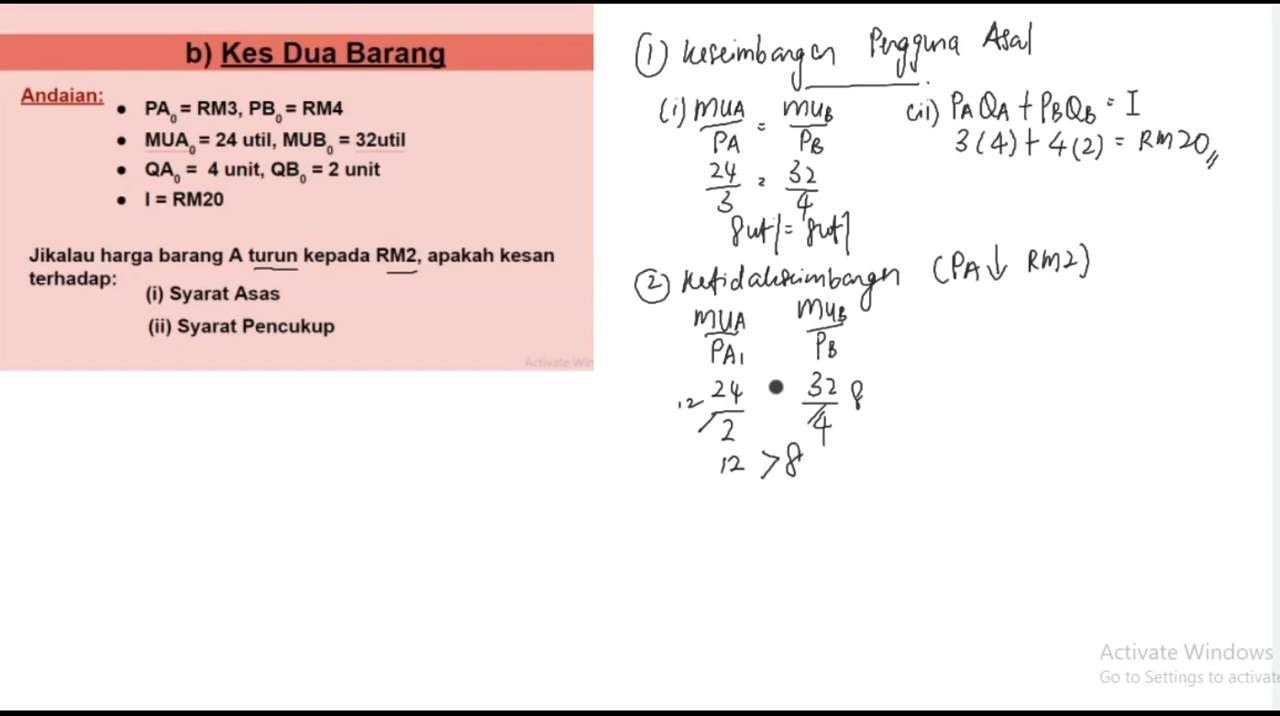 b) Kes Dua Barang
Andaian:
• PA₀ = RM3, PB₀ = RM4
• MUA₀ = 24 util, MUB₀ = 32util
• QA₀ = 4 unit, QB₀ = 2 unit
• I = RM20
Jikalau harga barang A turun kepada RM2, apakah kesan
terhadap:
(i) Syarat Asas
(ii) Syarat Pencukup
Activate Win
① Keseimbangan Pengguna Asal
(i) MUA/PA = MUB/PB
24/3 = 32/4
8utl = 8utl
(ii) PAQA + PBQB = I
3(4) + 4(2) = RM20
② Ketidakseimbangan (PA↓ RM2)
MUA/PA₁ MUB/PB
12 24/2 32/4 8
12 > 8
Activate Windows
Go to Settings to activate